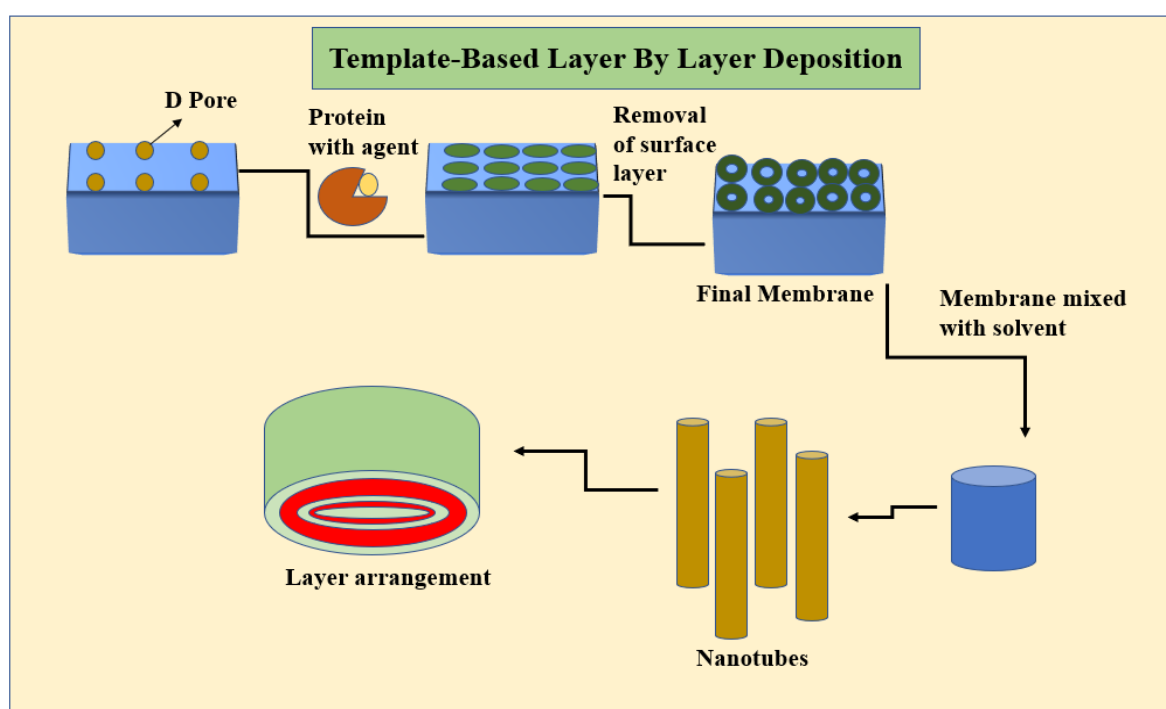 Template-Based Layer By Layer Deposition
D Pore
Protein
with agent
Removal
of surface
layer
Final Membrane
Membrane mixed
with solvent
Layer arrangement
Nanotubes